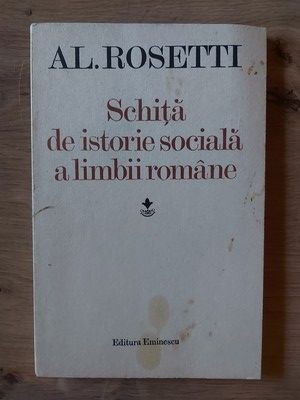 AL. ROSETTI
Schiță
de istorie socială
a limbii române
Editura Eminescu